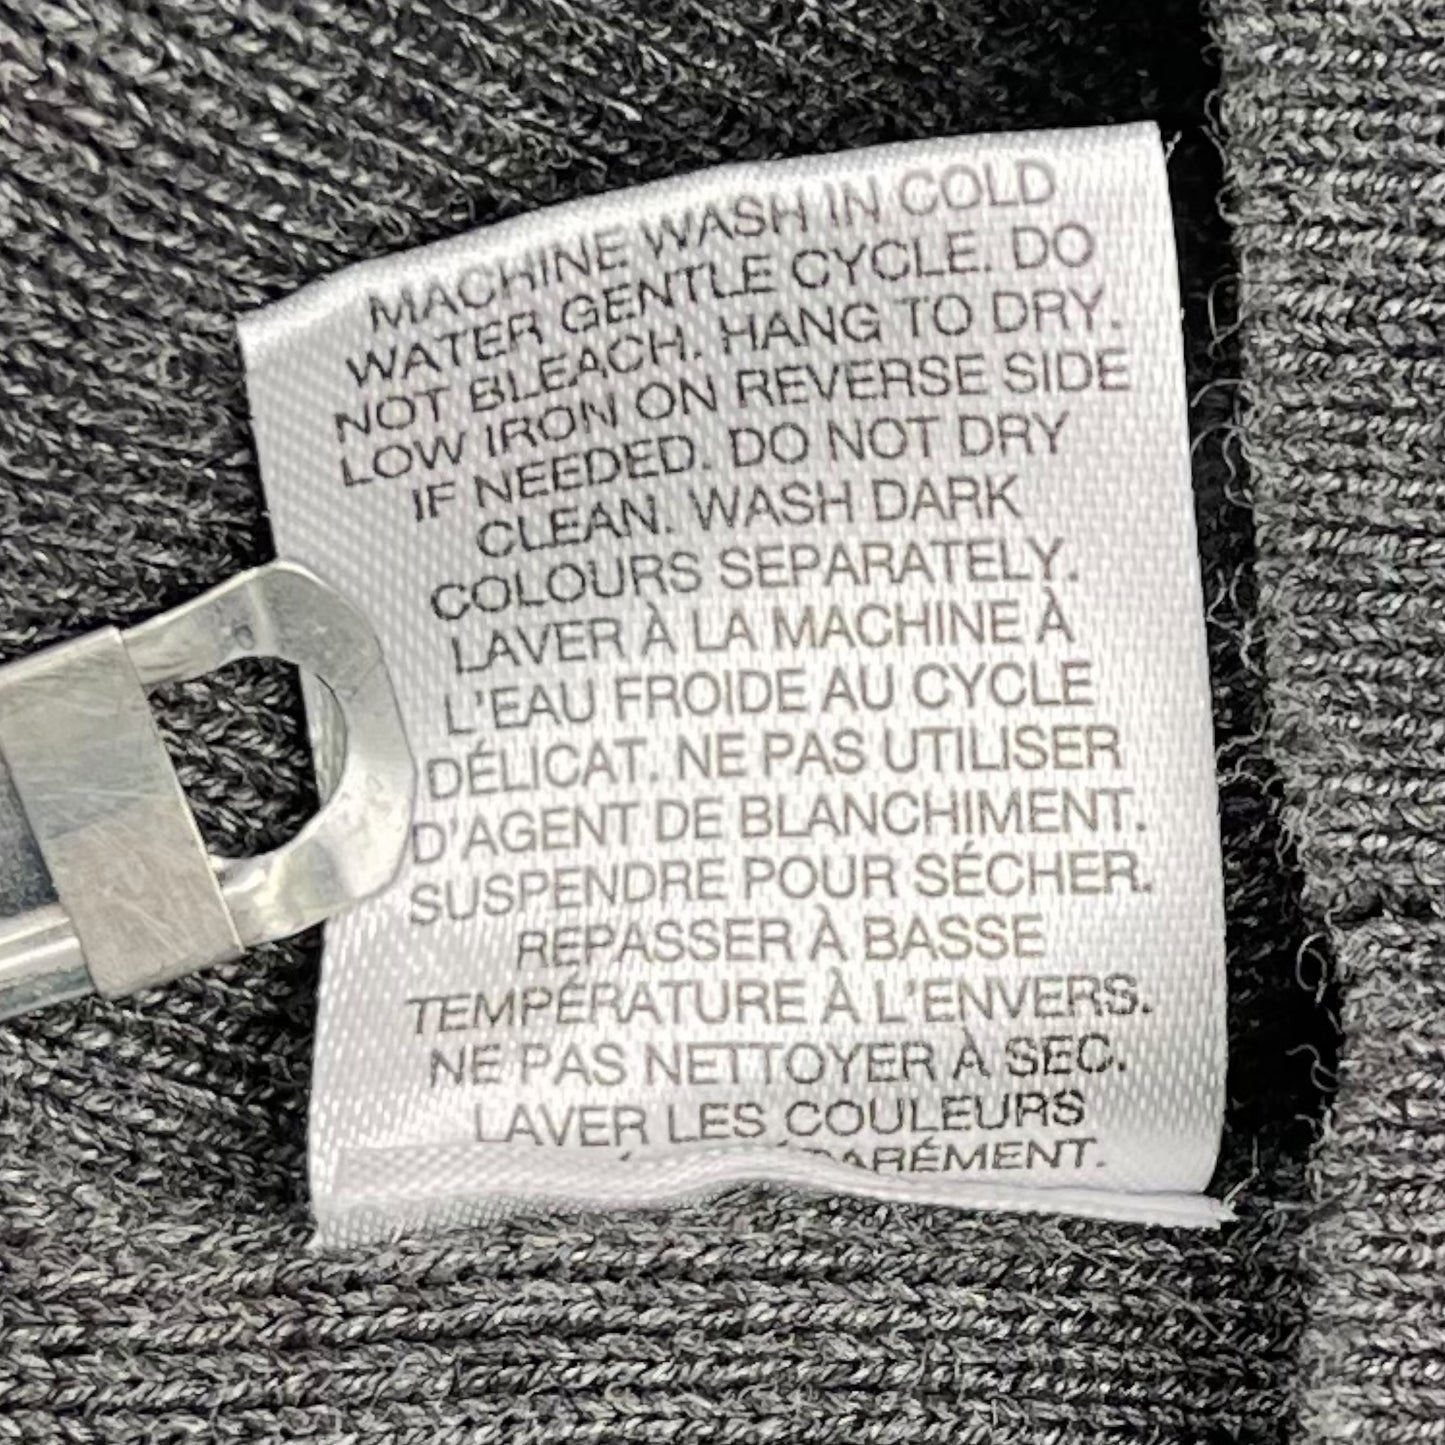 MACHINE WASH IN COLD
WATER GENTLE CYCLE. DO
NOT BLEACH. HANG TO DRY.
LOW IRON ON REVERSE SIDE
IF NEEDED. DO NOT DRY
CLEAN. WASH DARK
COLOURS SEPARATELY.
LAVER À LA MACHINE À
L'EAU FROIDE AU CYCLE
DÉLICAT. NE PAS UTILISER
D'AGENT DE BLANCHIMENT.
SUSPENDRE POUR SÉCHER.
REPASSER À BASSE
TEMPÉRATURE À L'ENVERS.
NE PAS NETTOYER À SEC.
LAVER LES COULEURS